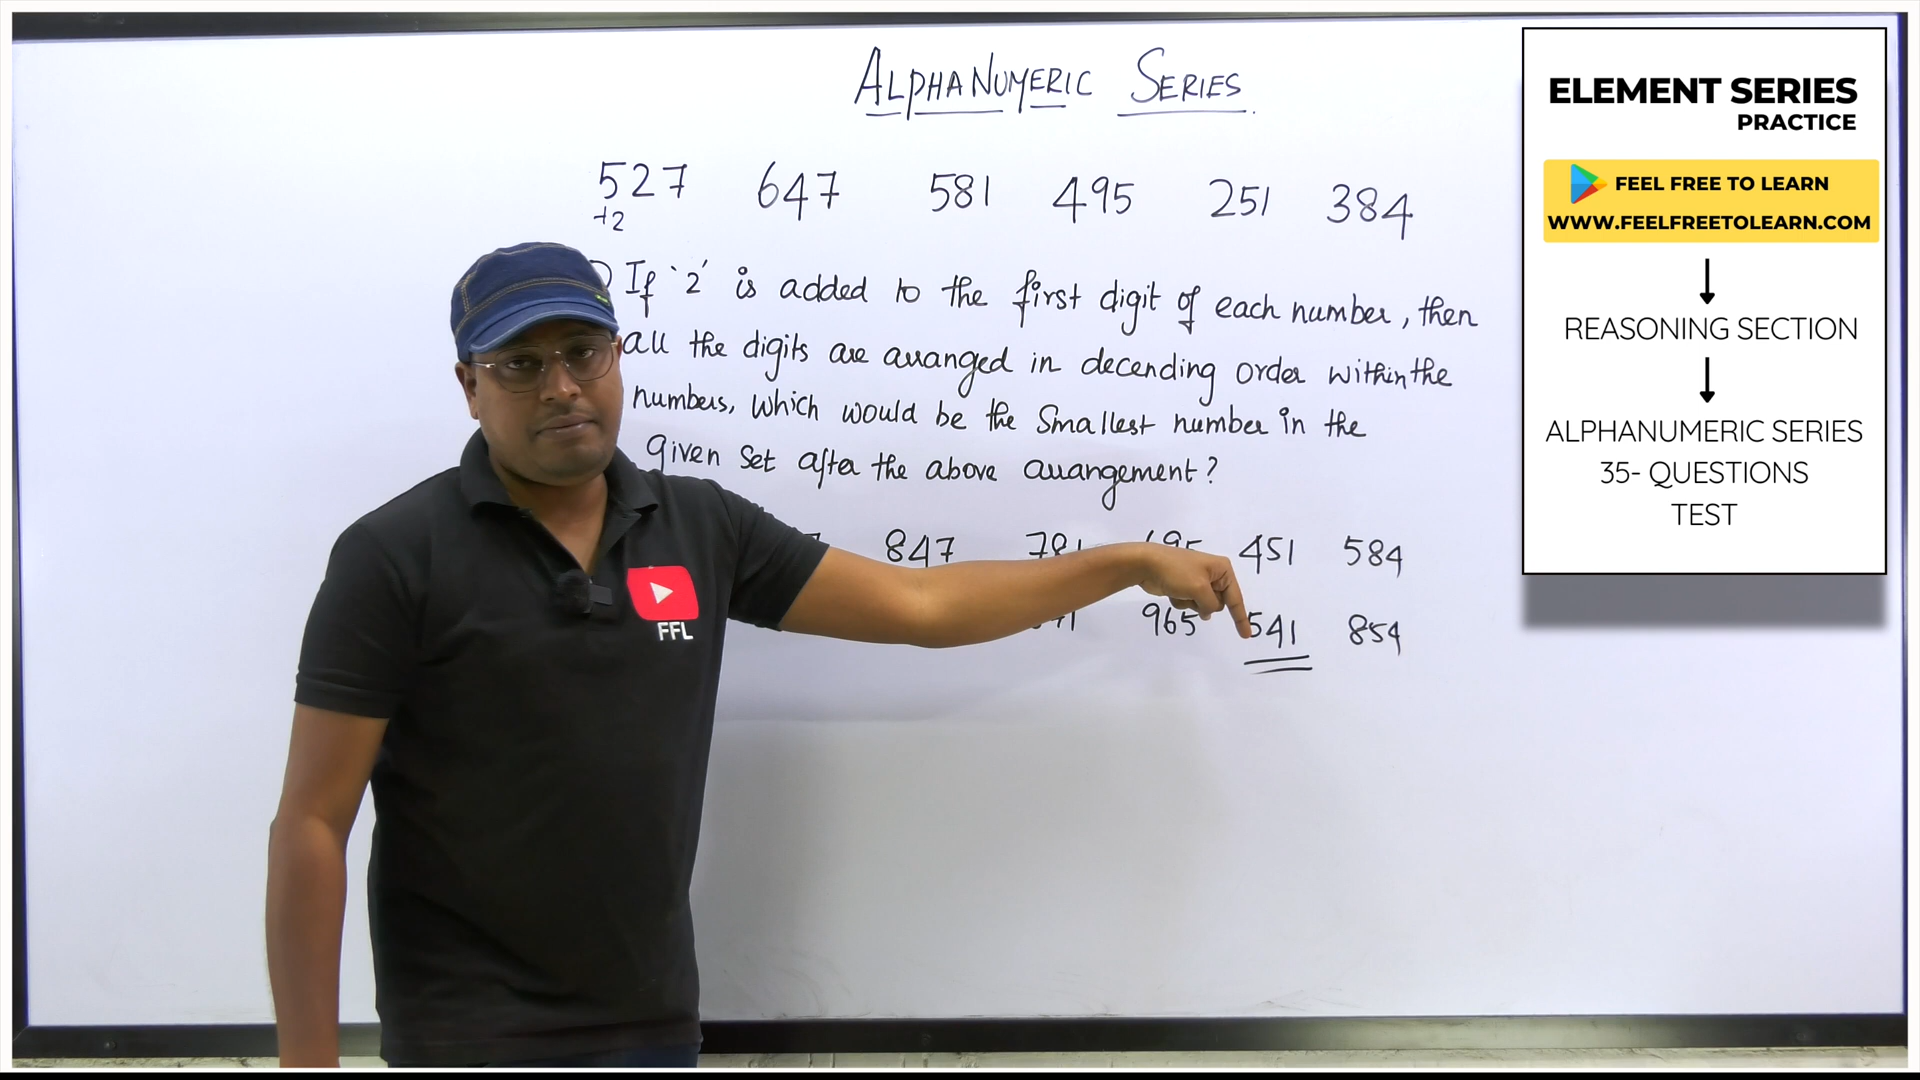 ALPHANUMERIC SERIES.
527 647 581 495 251 384
+2
If '2' is added to the first digit of each number, then
all the digits are arranged in decending order within the
numbers, Which would be the Smallest number in the
given set after the above arrangement?
847 781 695 451 584
965 541 854
FFL
ELEMENT SERIES
PRACTICE
FEEL FREE TO LEARN
WWW.FEELFREETOLEARN.COM
REASONING SECTION
ALPHANUMERIC SERIES
35- QUESTIONS
TEST